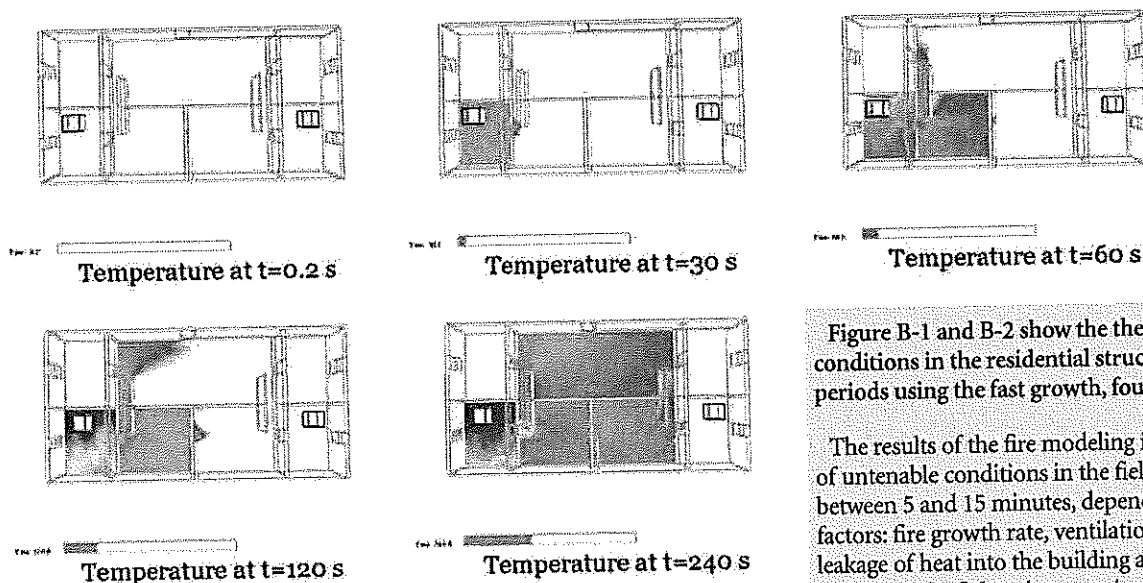 Temperature at t=0.2 s
Temperature at t=30 s
Temperature at t=60 s
Temperature at t=120 s
Temperature at t=240 s
Figure B-1 and B-2 show the the
conditions in the residential struc
periods using the fast growth, fou
The results of the fire modeling
of untenable conditions in the fiel
between 5 and 15 minutes, depen
factors: fire growth rate, ventilatio
leakage of heat into the building a